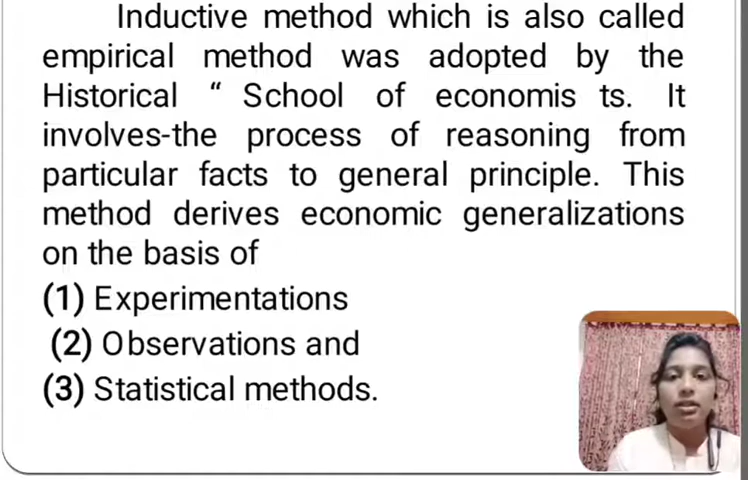 Inductive method which is also called
empirical method was adopted by the
Historical “ School of economis ts. It
involves-the process of reasoning from
particular facts to general principle. This
method derives economic generalizations
on the basis of
(1) Experimentations
(2) Observations and
(3) Statistical methods.